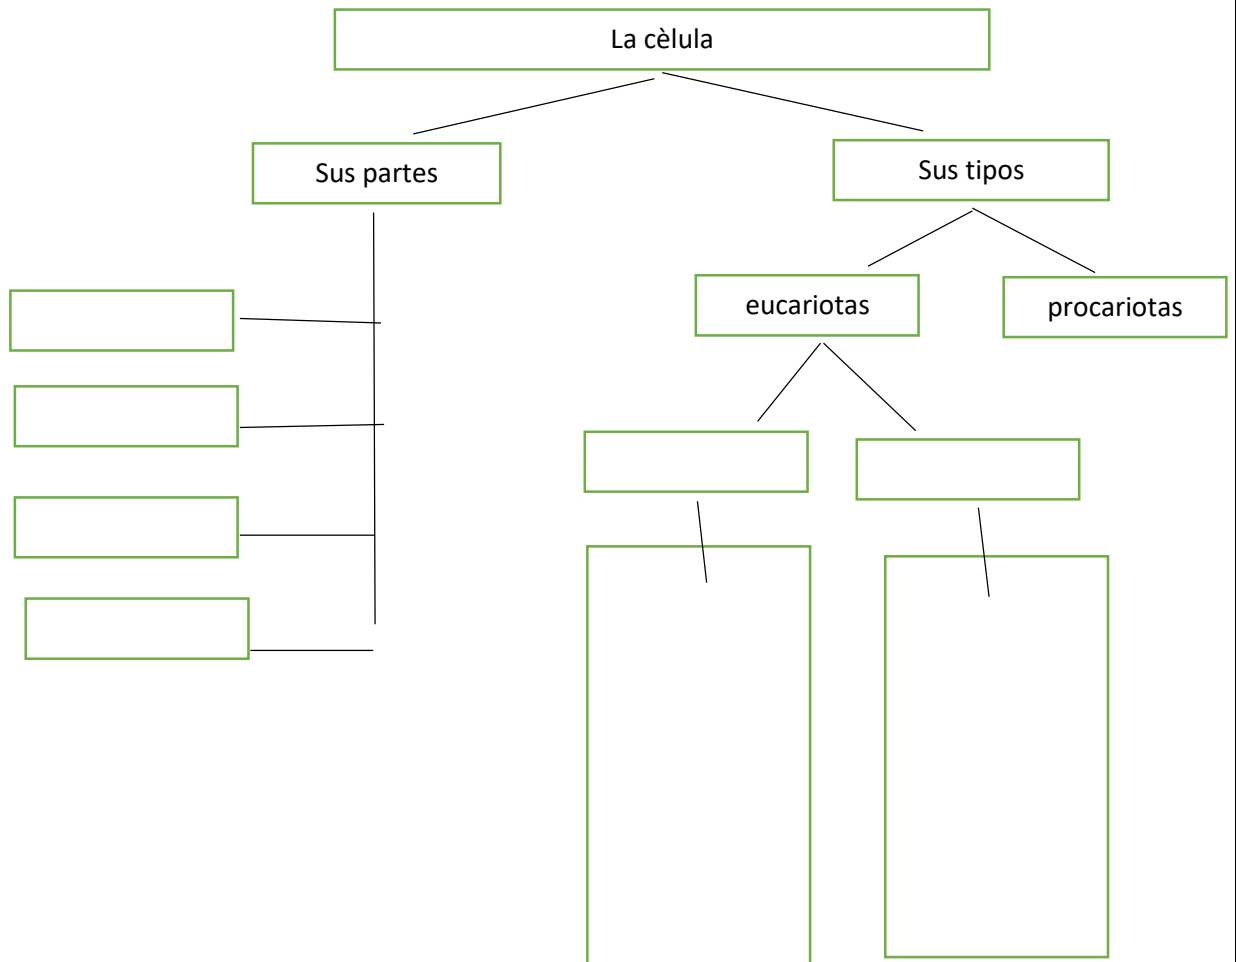 La cèlula
Sus partes
Sus tipos
eucariotas
procariotas